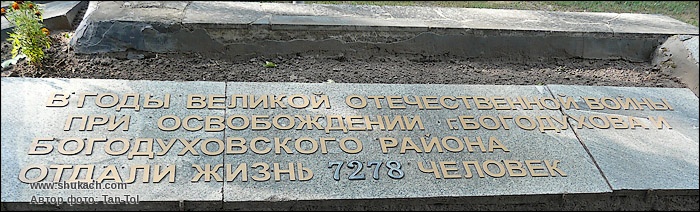 В ГОДЫ ВЕЛИКОЙ ОТЕЧЕСТВЕННОЙ ВОЙНЫ
ПРИ ОСВОБОЖДЕНИИ г.БОГОДУХОВА И
БОГОДУХОВСКОГО РАЙОНА
ОТДАЛИ ЖИЗНЬ 7278 ЧЕЛОВЕК
www.shukach.com
Автор фото: Tan-Tol